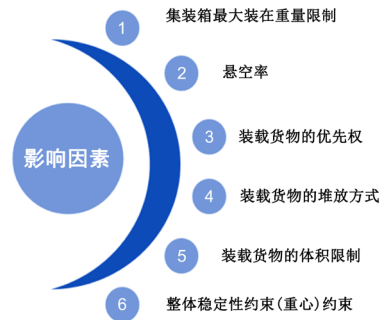 1 集装箱最大装在重量限制
2 悬空率
3 装载货物的优先权
影响因素
4 装载货物的堆放方式
5 装载货物的体积限制
6 整体稳定性约束(重心)约束